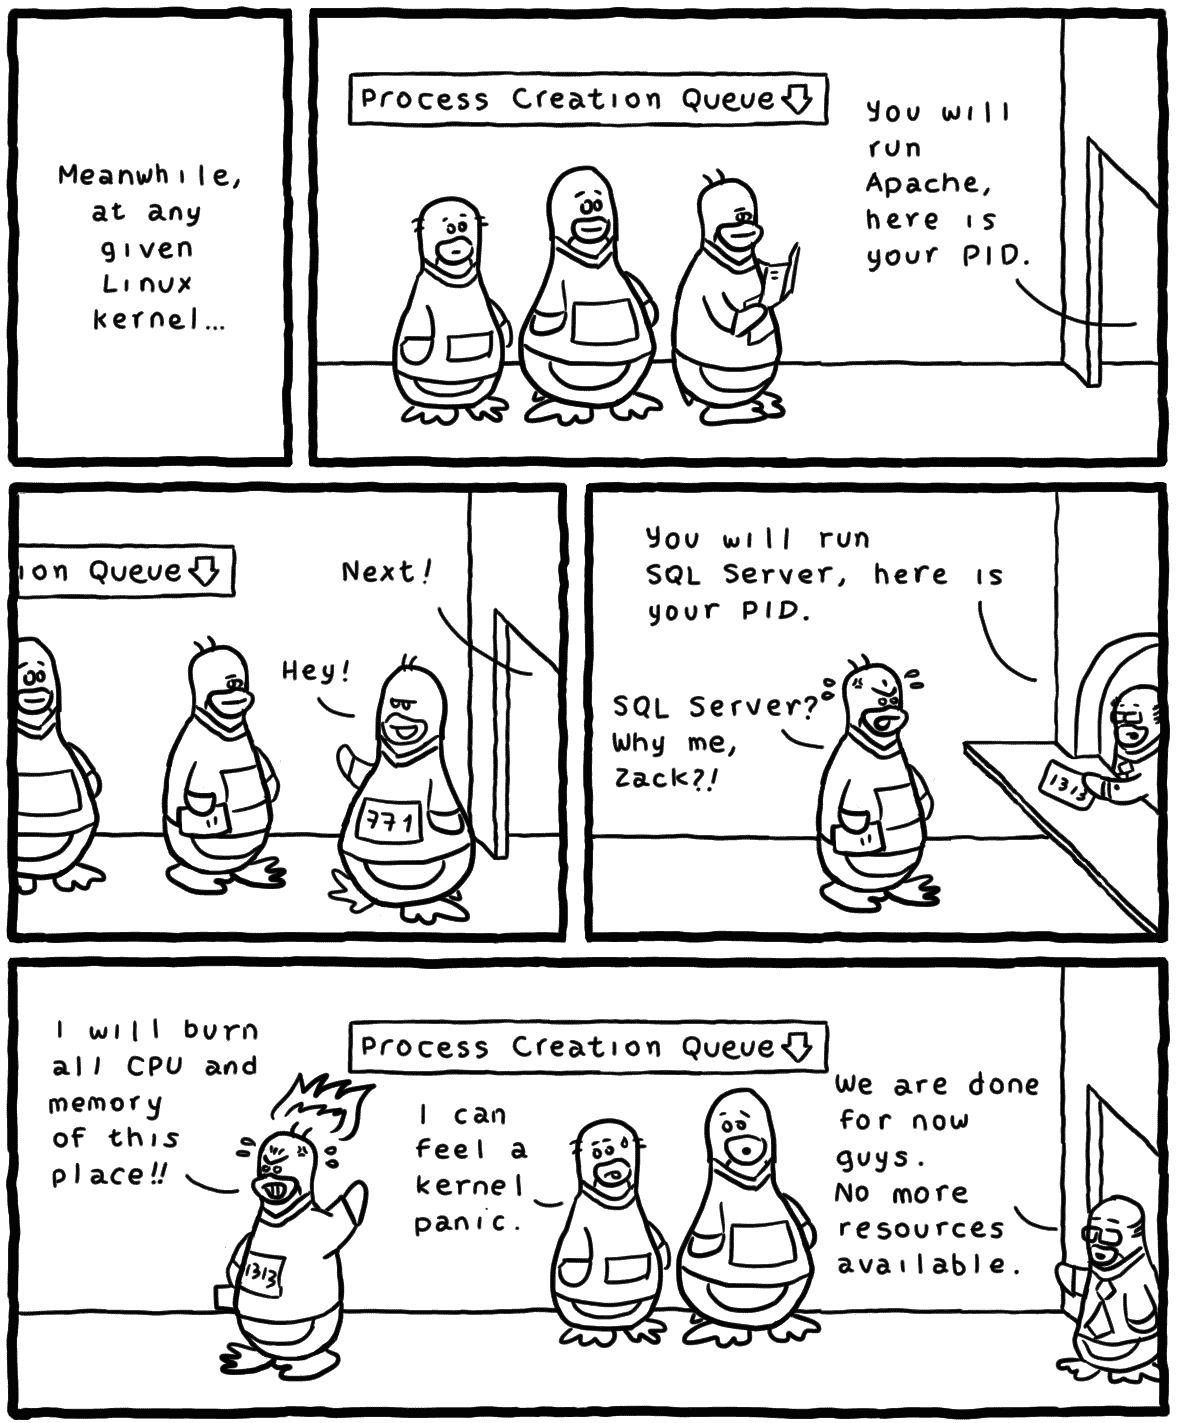 Meanwhile,
at any
given
Linux
kernel...
Process Creation Queue
You will
run
Apache,
here is
your PID.
ion Queue
Next!
Hey!
771
You will run
SQL Server, here is
your PID.
SQL Server?
Why me,
Zack?!
1313
I will burn
all CPU and
memory
of this
place!!
1313
Process Creation Queue
I can
feel a
kernel
panic.
We are done
for now
guys.
No more
resources
available.